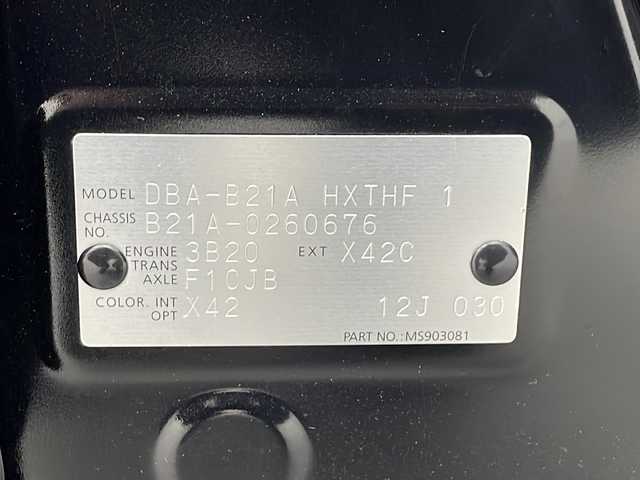 MODEL DBA-B21A HXTHF 1
CHASSIS NO. B21A-0260676
ENGINE 3B20 EXT X42C
TRANS AXLE F1CJB
COLOR. INT OPT X42 12J 030
PART NO.: MS903081